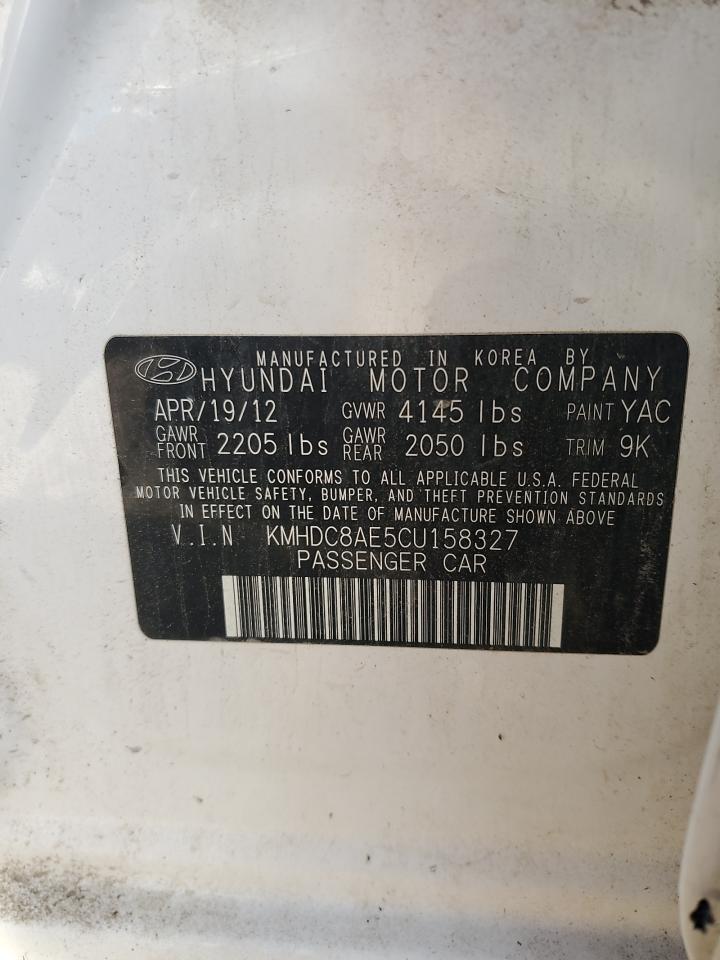 MANUFACTURED IN KOREA BY
HYUNDAI MOTOR COMPANY
APR/19/12 GVWR 4145 lbs PAINT YAC
GAWR FRONT 2205 lbs GAWR REAR 2050 lbs TRIM 9K
THIS VEHICLE CONFORMS TO ALL APPLICABLE U.S.A. FEDERAL
MOTOR VEHICLE SAFETY, BUMPER, AND THEFT PREVENTION STANDARDS
IN EFFECT ON THE DATE OF MANUFACTURE SHOWN ABOVE
V.I.N KMHDC8AE5CU158327
PASSENGER CAR